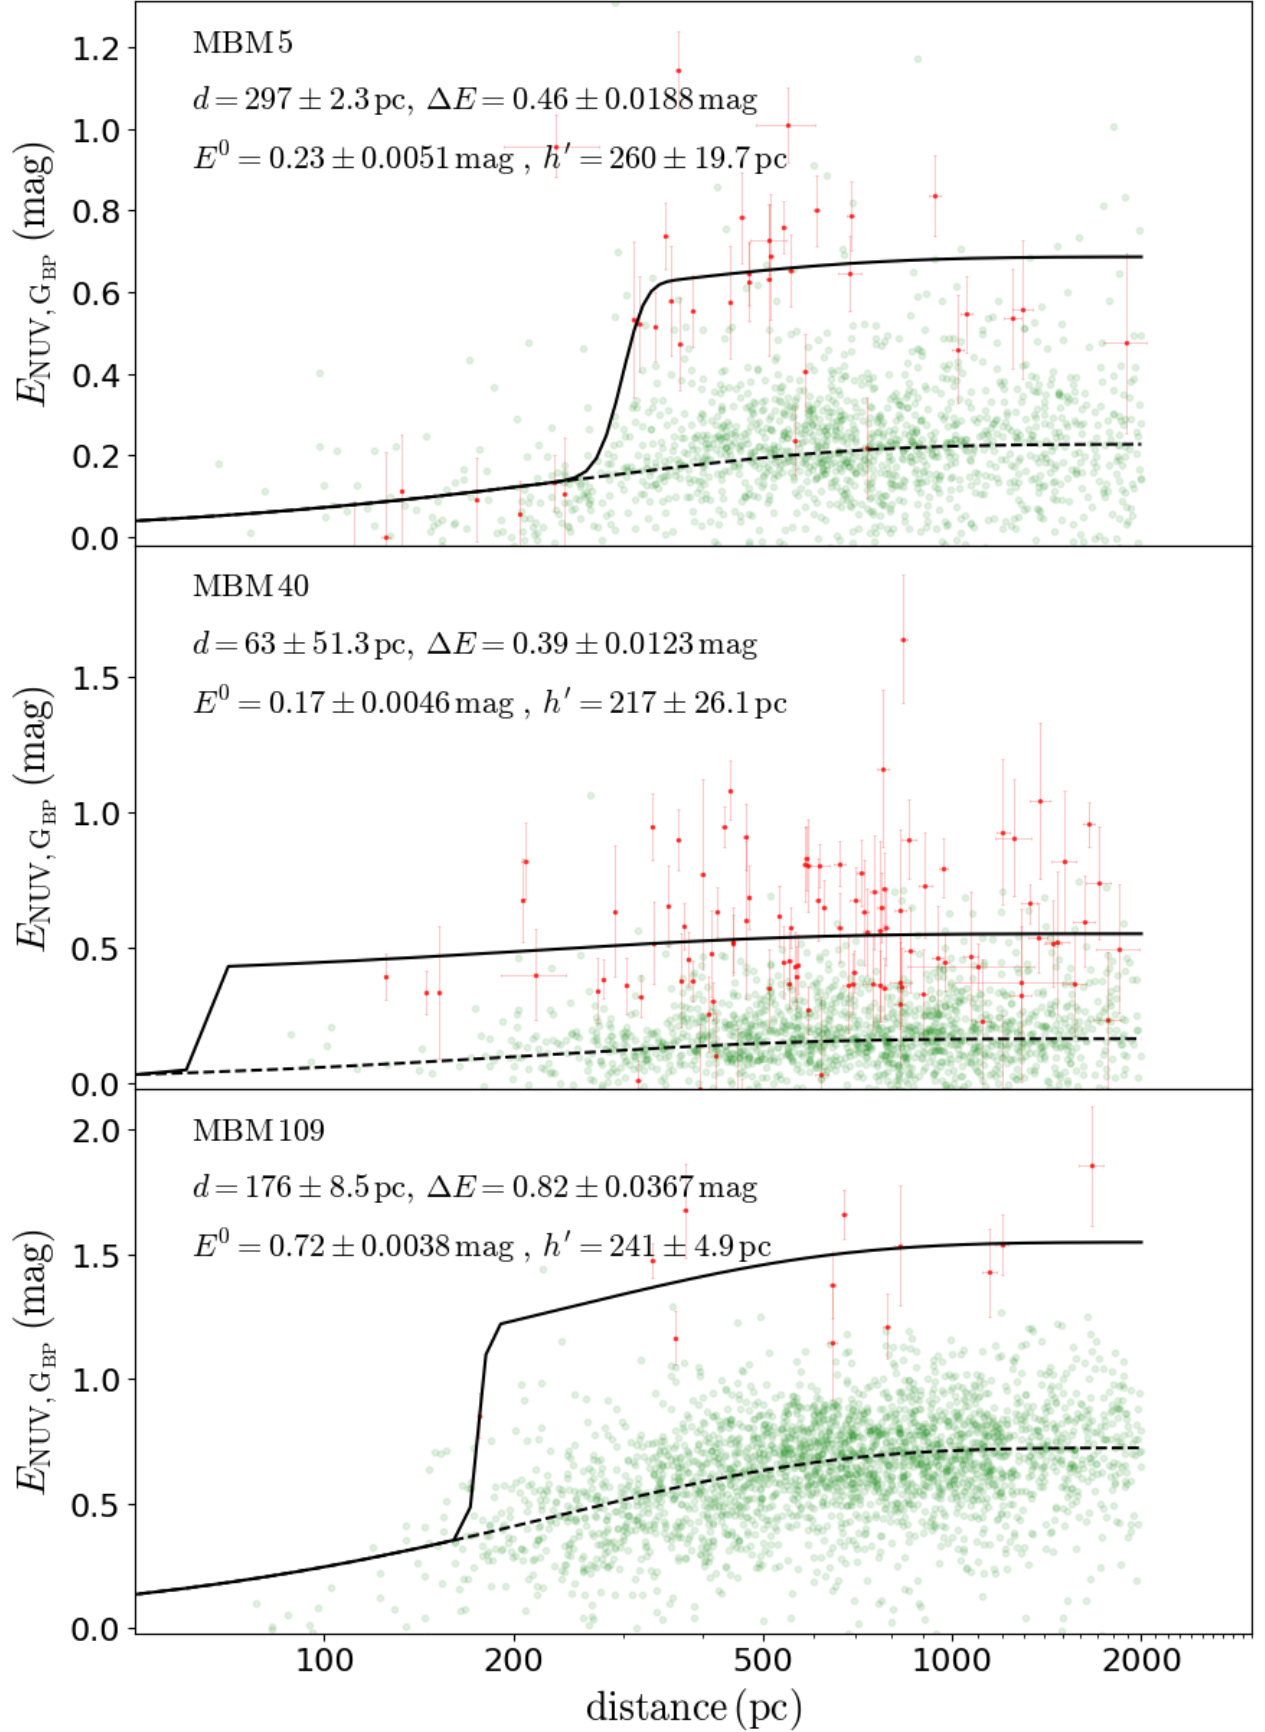 MBM 5
d = 297 ± 2.3 pc, ΔE = 0.46 ± 0.0188 mag
E⁰ = 0.23 ± 0.0051 mag , h′ = 260 ± 19.7 pc
E_NUV, G_BP (mag)
1.2
1.0
0.8
0.6
0.4
0.2
0.0
MBM 40
d = 63 ± 51.3 pc, ΔE = 0.39 ± 0.0123 mag
E⁰ = 0.17 ± 0.0046 mag , h′ = 217 ± 26.1 pc
E_NUV, G_BP (mag)
1.5
1.0
0.5
0.0
MBM 109
d = 176 ± 8.5 pc, ΔE = 0.82 ± 0.0367 mag
E⁰ = 0.72 ± 0.0038 mag , h′ = 241 ± 4.9 pc
E_NUV, G_BP (mag)
2.0
1.5
1.0
0.5
0.0
100 200 500 1000 2000
distance (pc)